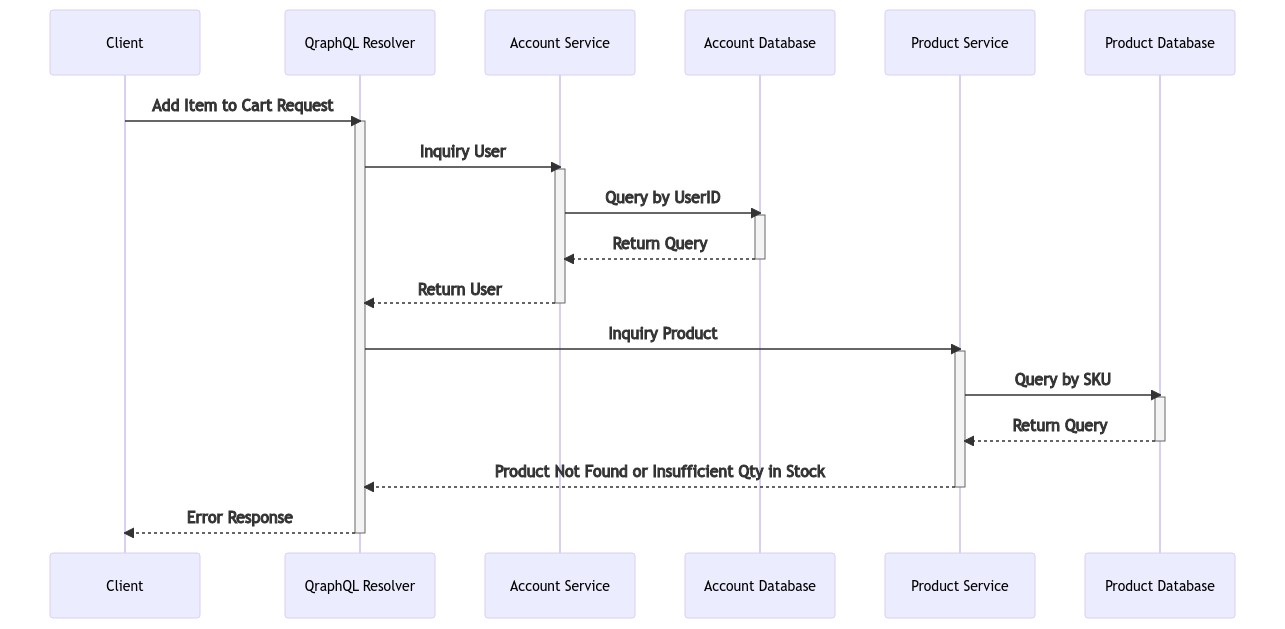 Client
QraphQL Resolver
Account Service
Account Database
Product Service
Product Database
Add Item to Cart Request
Inquiry User
Query by UserID
Return Query
Return User
Inquiry Product
Query by SKU
Return Query
Product Not Found or Insufficient Qty in Stock
Error Response
Client
QraphQL Resolver
Account Service
Account Database
Product Service
Product Database